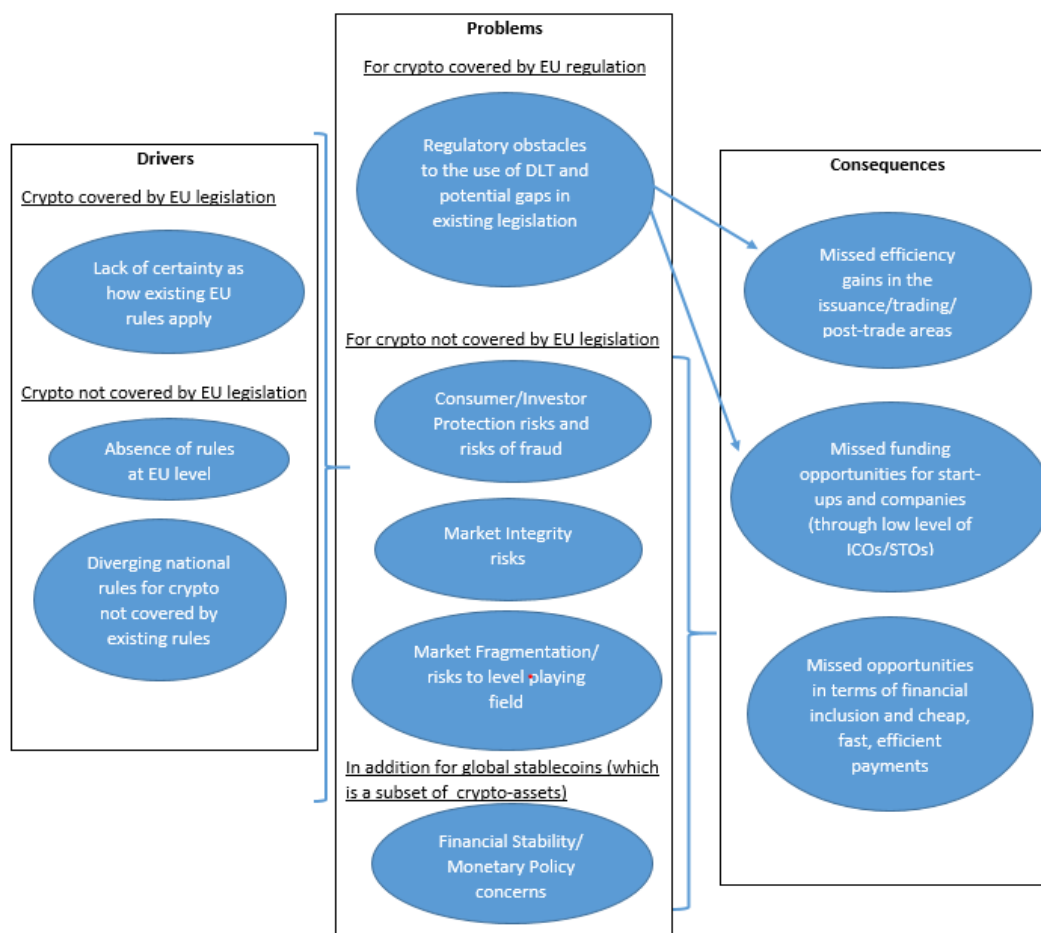 Drivers
Crypto covered by EU legislation
Lack of certainty as
how existing EU
rules apply
Crypto not covered by EU legislation
Absence of rules
at EU level
Diverging national
rules for crypto
not covered by
existing rules
Problems
For crypto covered by EU regulation
Regulatory obstacles
to the use of DLT and
potential gaps in
existing legislation
For crypto not covered by EU legislation
Consumer/Investor
Protection risks and
risks of fraud
Market Integrity
risks
Market Fragmentation/
risks to level playing
field
In addition for global stablecoins (which
is a subset of crypto-assets)
Financial Stability/
Monetary Policy
concerns
Consequences
Missed efficiency
gains in the
issuance/trading/
post-trade areas
Missed funding
opportunities for start-
ups and companies
(through low level of
ICOs/STOs)
Missed opportunities
in terms of financial
inclusion and cheap,
fast, efficient
payments